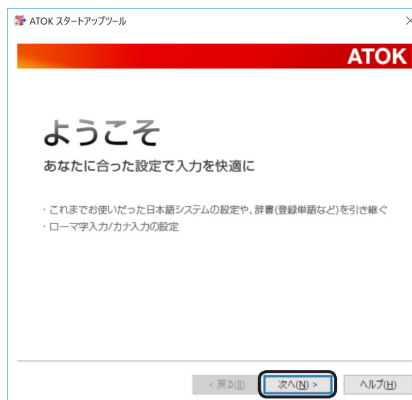 ATOK スタートアップツール
ATOK
ようこそ
あなたに合った設定で入力を快適に
・これまでお使いだった日本語システムの設定や、辞書(登録単語など)を引き継ぐ
・ローマ字入力/カナ入力の設定
< 戻る(B) 次へ(N) > ヘルプ(H)